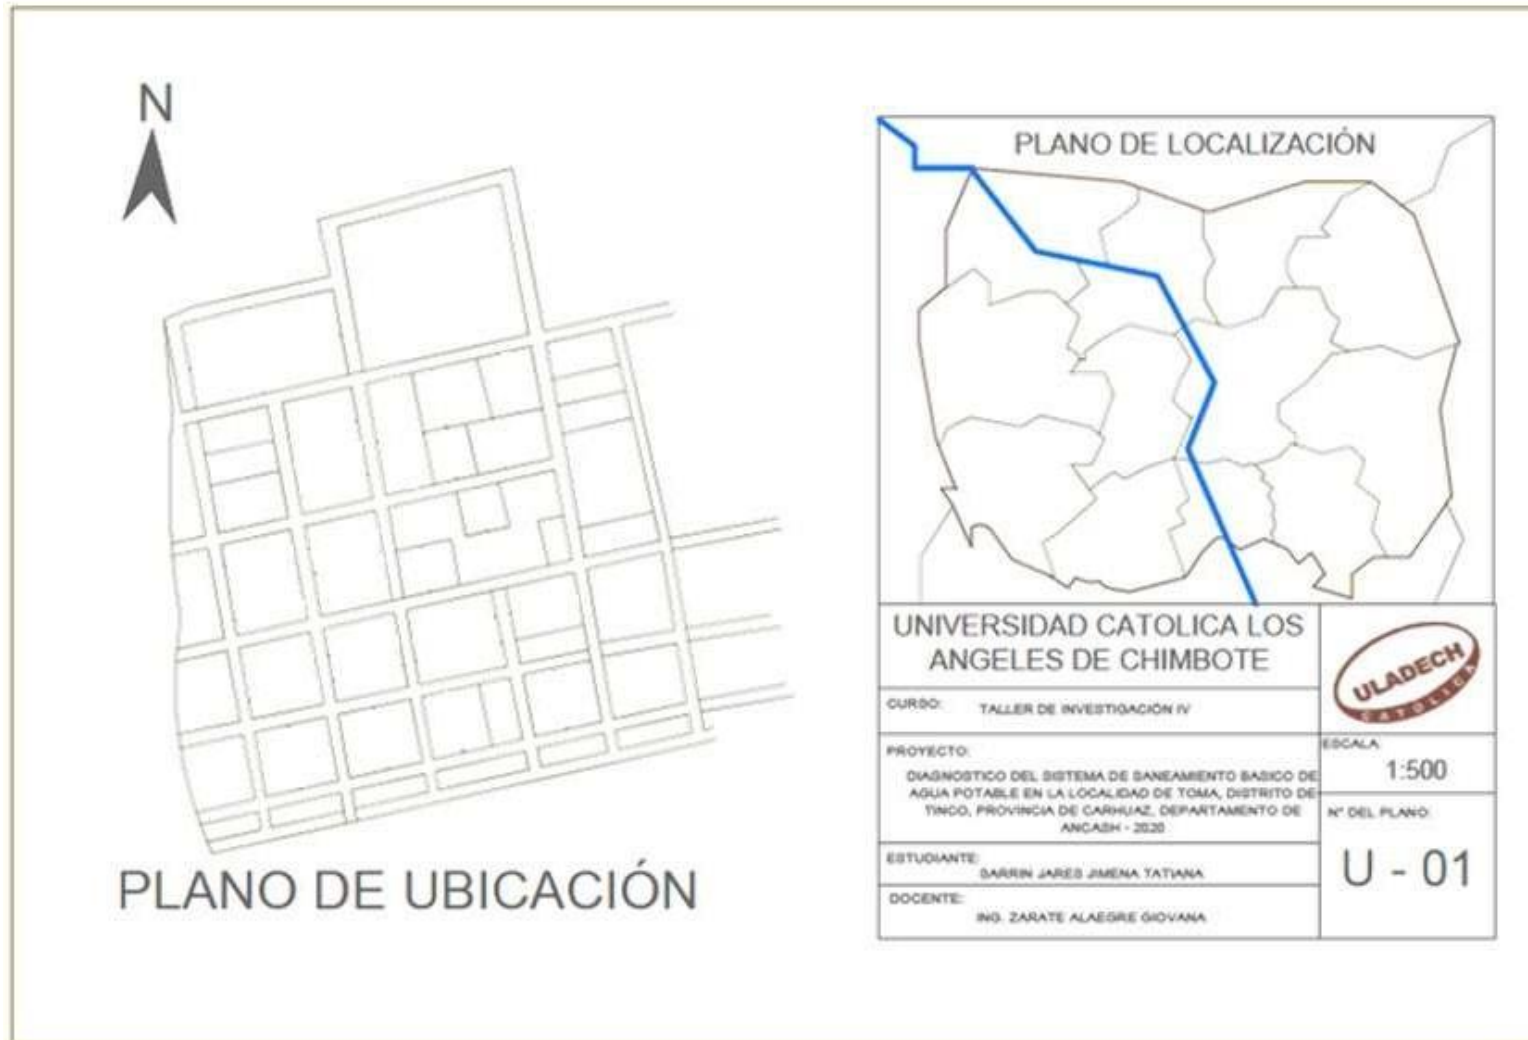 N
PLANO DE UBICACIÓN
PLANO DE LOCALIZACIÓN
UNIVERSIDAD CATOLICA LOS
ANGELES DE CHIMBOTE
ULADECH
CATOLICA
CURSO: TALLER DE INVESTIGACIÓN IV
PROYECTO:
DIAGNOSTICO DEL SISTEMA DE SANEAMIENTO BASICO DE
AGUA POTABLE EN LA LOCALIDAD DE TOMA, DISTRITO DE
TINCO, PROVINCIA DE CARHUAZ, DEPARTAMENTO DE
ANCASH - 2020
ESCALA
1:500
N° DEL PLANO:
U - 01
ESTUDIANTE:
SARRIN JARES JIMENA TATIANA
DOCENTE:
ING. ZARATE ALAEGRE GIOVANA